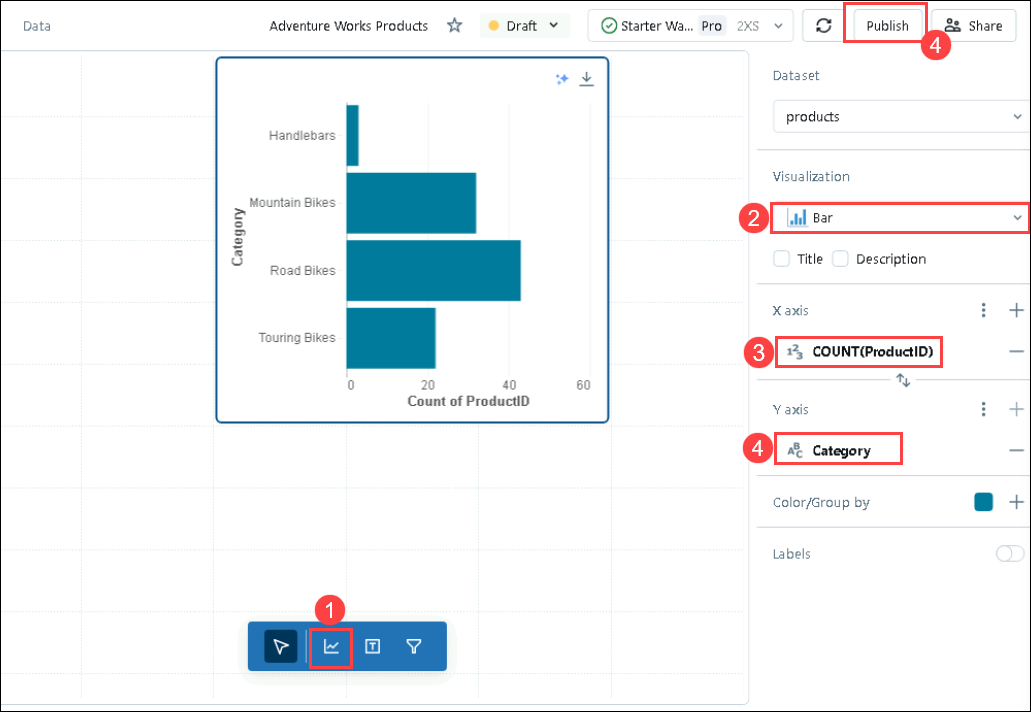 Data
Adventure Works Products
Draft
Starter Wa... Pro 2XS
Publish
Share
4
Dataset
products
Visualization
2
Bar
Title
Description
X axis
3
123 COUNT(ProductID)
Y axis
4
ABC Category
Color/Group by
Labels
Category
Handlebars
Mountain Bikes
Road Bikes
Touring Bikes
0 20 40 60
Count of ProductID
1
T